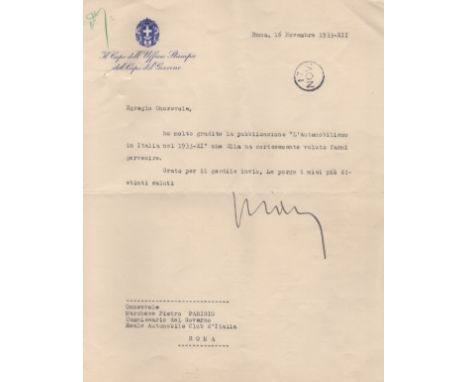 Il Capo dell'Ufficio Stampa
del Capo del Governo
Roma, 16 Novembre 1933-XII
17 NOV.
Egregio Onorevole,
ho molto gradito la pubblicazione "L'Automobilismo
in Italia nel 1933-XI" che Ella ha cortesemente voluto farmi
pervenire.
Grato per il gentile invio, Le porgo i miei più di-
stinti saluti
Onorevole
Marchese Pietro PARISIO
Commissario del Governo
Reale Automobile Club d'Italia
ROMA